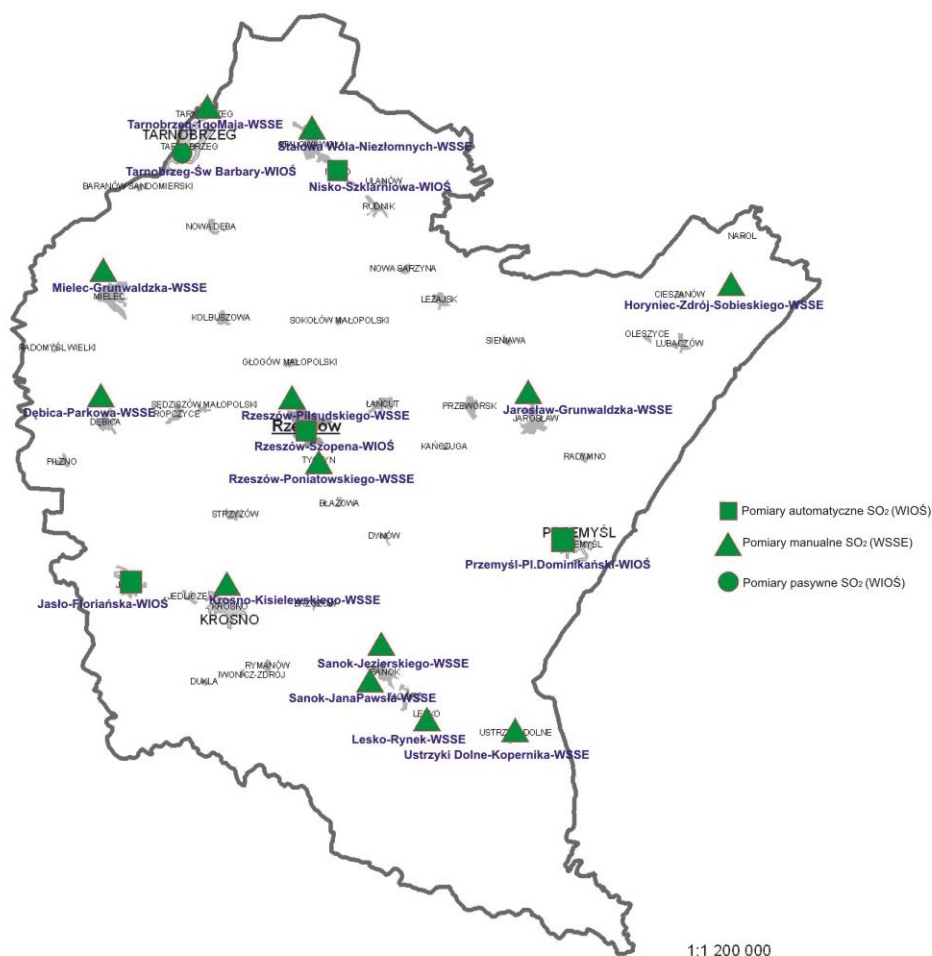 TARNOBRZEG
Tarnobrzeg-1goMaja-WSSE
TARNOBRZEG
TARNOBRZEG
Tarnobrzeg-Św Barbary-WIOŚ
BARANÓW SANDOMIERSKI
Stalowa Wola-Niezłomnych-WSSE
ULANÓW
Nisko-Szklarniowa-WIOŚ
RUDNIK
NOWA DĘBA
NAROL
NOWA SARZYNA
Mielec-Grunwaldzka-WSSE
MIELEC
CIESZANÓW
Horyniec-Zdrój-Sobieskiego-WSSE
LEŻAJSK
KOLBUSZOWA
SOKOŁÓW MAŁOPOLSKI
RADOMYŚL WIELKI
SIENIAWA
OLESZYCE
LUBACZÓW
GŁOGÓW MAŁOPOLSKI
Dębica-Parkowa-WSSE
DĘBICA
SĘDZISZÓW MAŁOPOLSKI
ROPCZYCE
Rzeszów-Piłsudskiego-WSSE
ŁAŃCUT
PRZEWORSK
Jarosław-Grunwaldzka-WSSE
JAROSŁAW
Rzeszów
Rzeszów-Szopena-WIOŚ
KAŃCZUGA
PILZNO
TYCZYN
RADYMNO
Rzeszów-Poniatowskiego-WSSE
BŁAŻOWA
STRZYŻÓW
DYNÓW
PRZEMYŚL
PRZEMYŚL
Przemyśl-Pl.Dominikański-WIOŚ
Pomiary automatyczne SO2 (WIOŚ)
Pomiary manualne SO2 (WSSE)
Pomiary pasywne SO2 (WIOŚ)
Jasło-Floriańska-WIOŚ
Krosno-Kisielewskiego-WSSE
KROSNO
KROSNO
Sanok-Jezierskiego-WSSE
SANOK
RYMANÓW
IWONICZ-ZDRÓJ
DUKLA
Sanok-JanaPawła-WSSE
LESKO
Lesko-Rynek-WSSE
USTRZYKI DOLNE
Ustrzyki Dolne-Kopernika-WSSE
1:1 200 000